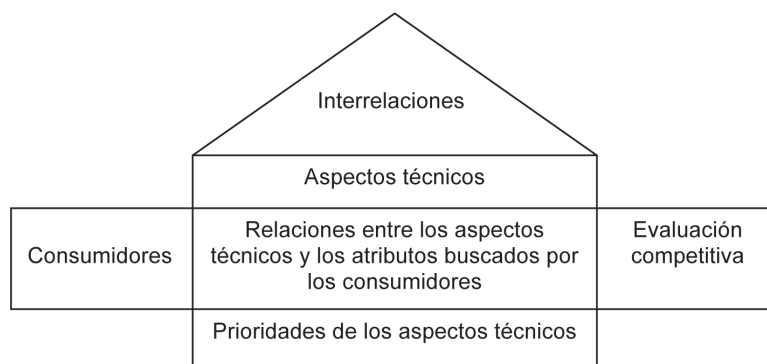 Interrelaciones
Aspectos técnicos
Consumidores
Relaciones entre los aspectos
técnicos y los atributos buscados por
los consumidores
Evaluación
competitiva
Prioridades de los aspectos técnicos